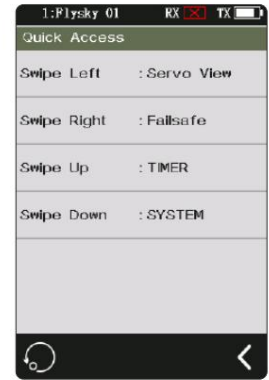 1:Flysky 01 RX TX
Quick Access
Swipe Left : Servo View
Swipe Right : Failsafe
Swipe Up : TIMER
Swipe Down : SYSTEM